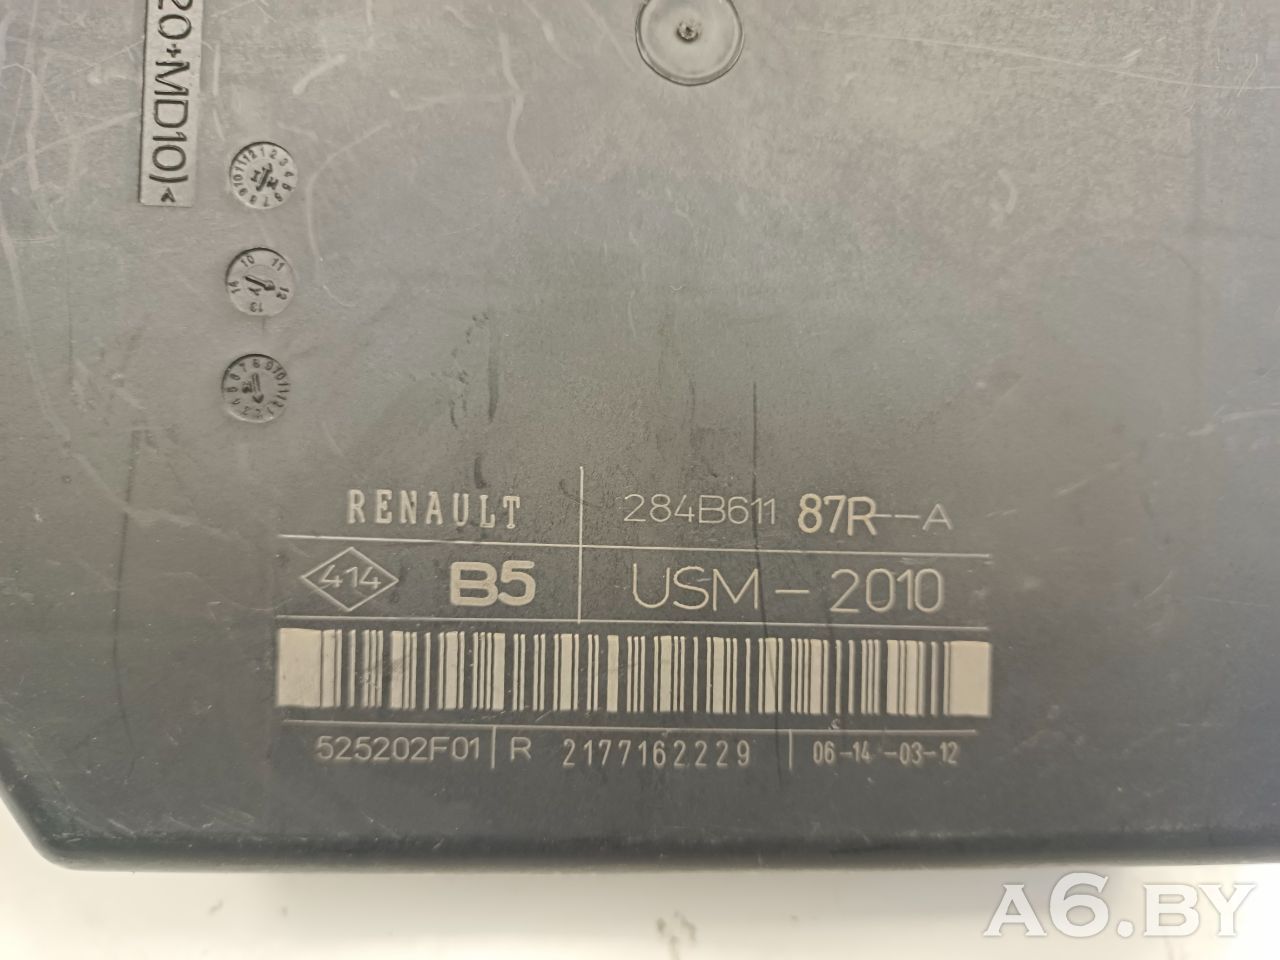 20+MD10)<
RENAULT 284B611 87R--A
414 B5 USM-2010
525202F01 R 2177162229 06-14-03-12
A6.BY